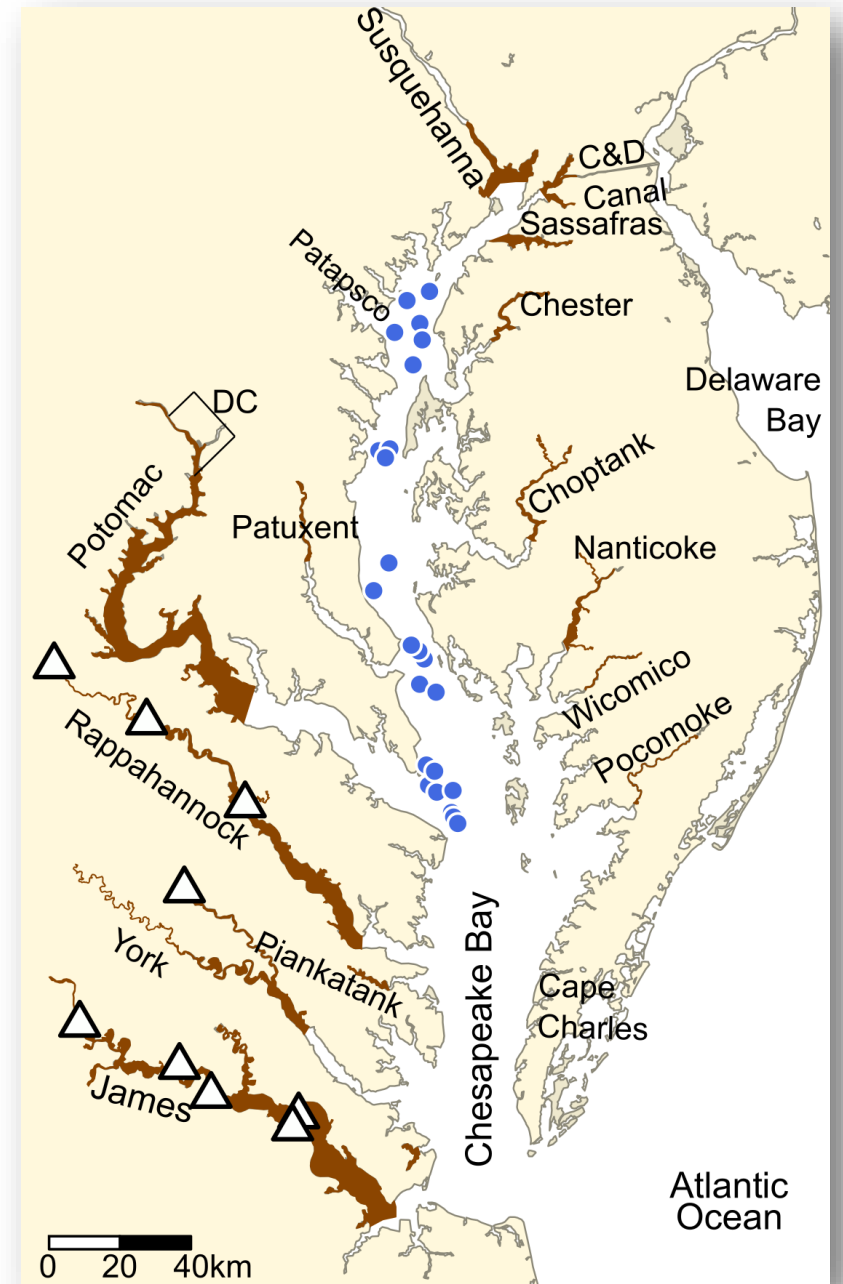 Susquehanna
C&D
Canal
Sassafras
Patapsco
Chester
Delaware
Bay
DC
Choptank
Potomac
Patuxent
Nanticoke
Wicomico
Pocomoke
Rappahannock
York
Piankatank
Chesapeake Bay
Cape
Charles
James
Atlantic
Ocean
0 20 40km